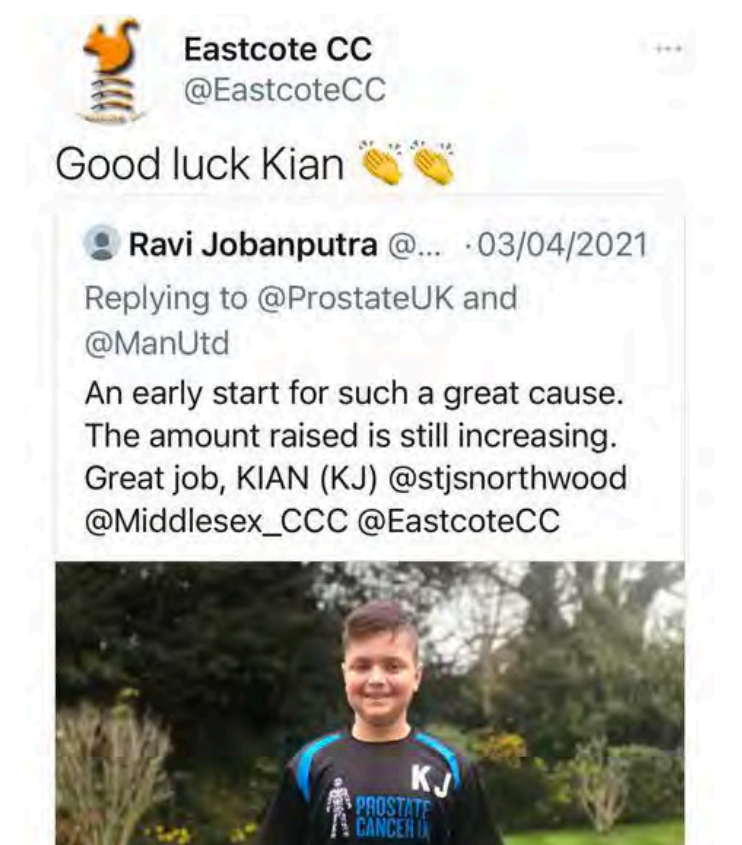 Eastcote CC
@EastcoteCC
Good luck Kian 👏👏
Ravi Jobanputra @... ·03/04/2021
Replying to @ProstateUK and
@ManUtd
An early start for such a great cause.
The amount raised is still increasing.
Great job, KIAN (KJ) @stjsnorthwood
@Middlesex_CCC @EastcoteCC
KJ
PROSTATE
CANCER U